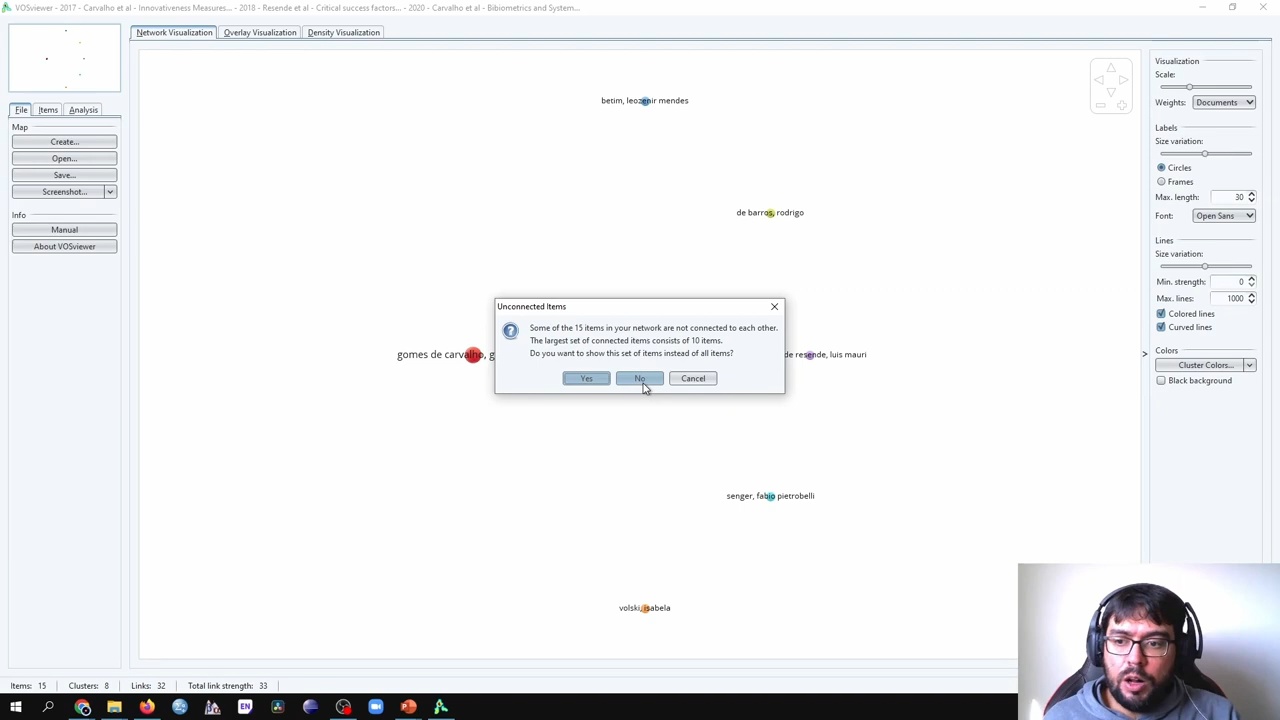 VOSviewer - 2017 - Carvalho et al - Innovativeness Measures... - 2018 - Resende et al - Critical success factors... - 2020 - Carvalho et al - Bibiometrics and System...
Network Visualization
Overlay Visualization
Density Visualization
File
Items
Analysis
Map
Create...
Open...
Save...
Screenshot...
Info
Manual
About VOSviewer
betim, leozenir mendes
de barros, rodrigo
gomes de carvalho, g
de resende, luis mauri
senger, fabio pietrobelli
volski, isabela
Unconnected Items
Some of the 15 items in your network are not connected to each other.
The largest set of connected items consists of 10 items.
Do you want to show this set of items instead of all items?
Yes
No
Cancel
Visualization
Scale:
Weights:
Documents
Labels
Size variation:
Circles
Frames
Max. length:
30
Font:
Open Sans
Lines
Size variation:
Min. strength:
0
Max. lines:
1000
Colored lines
Curved lines
Colors
Cluster Colors...
Black background
Items: 15
Clusters: 8
Links: 32
Total link strength: 33
EN